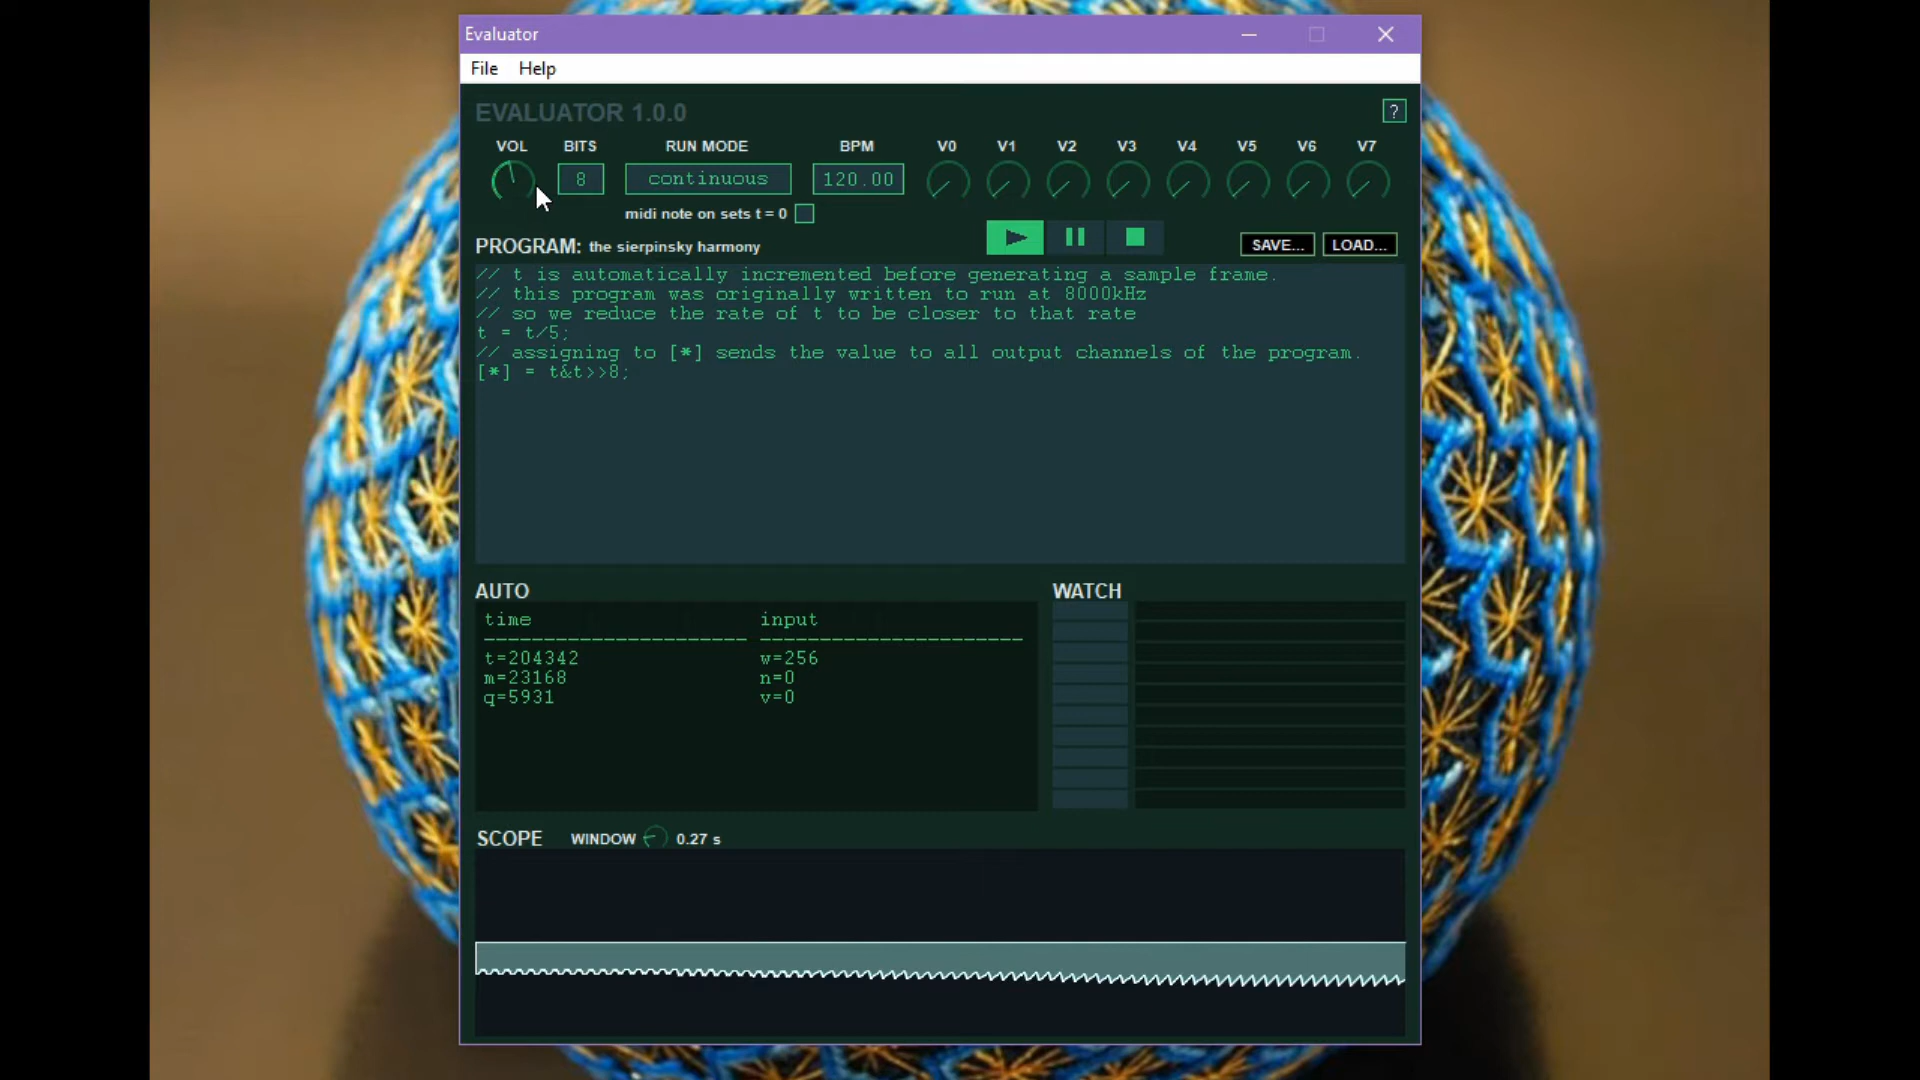 Evaluator
File Help
EVALUATOR 1.0.0
?
VOL BITS RUN MODE BPM V0 V1 V2 V3 V4 V5 V6 V7
8 continuous 120.00
midi note on sets t = 0
PROGRAM: the sierpinsky harmony
SAVE... LOAD...
// t is automatically incremented before generating a sample frame.
// this program was originally written to run at 8000kHz
// so we reduce the rate of t to be closer to that rate
t = t/5;
// assigning to [*] sends the value to all output channels of the program.
[*] = t&t>>8;
AUTO WATCH
time input
---------------------- ----------------------
t=204342 w=256
m=23168 n=0
q=5931 v=0
SCOPE WINDOW 0.27 s